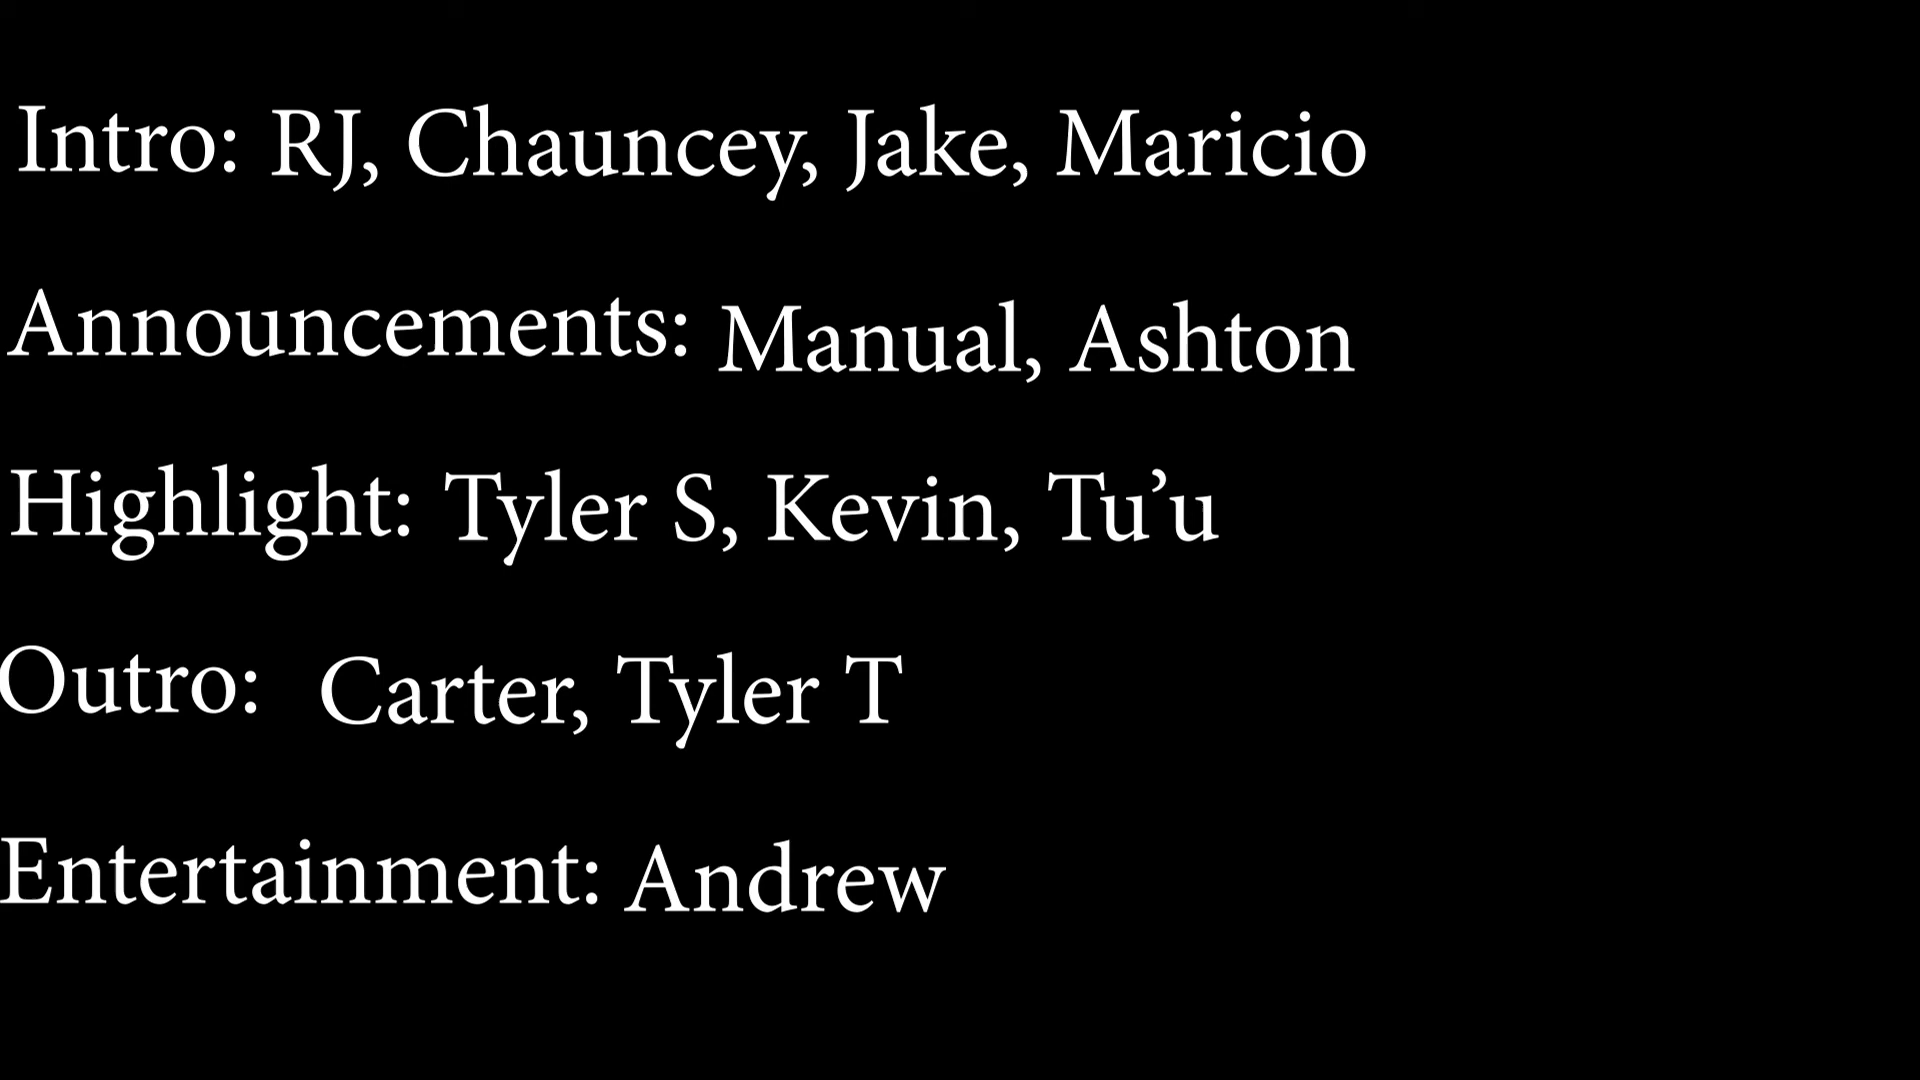 Intro: RJ, Chauncey, Jake, Maricio
Announcements: Manual, Ashton
Highlight: Tyler S, Kevin, Tu’u
Outro: Carter, Tyler T
Entertainment: Andrew